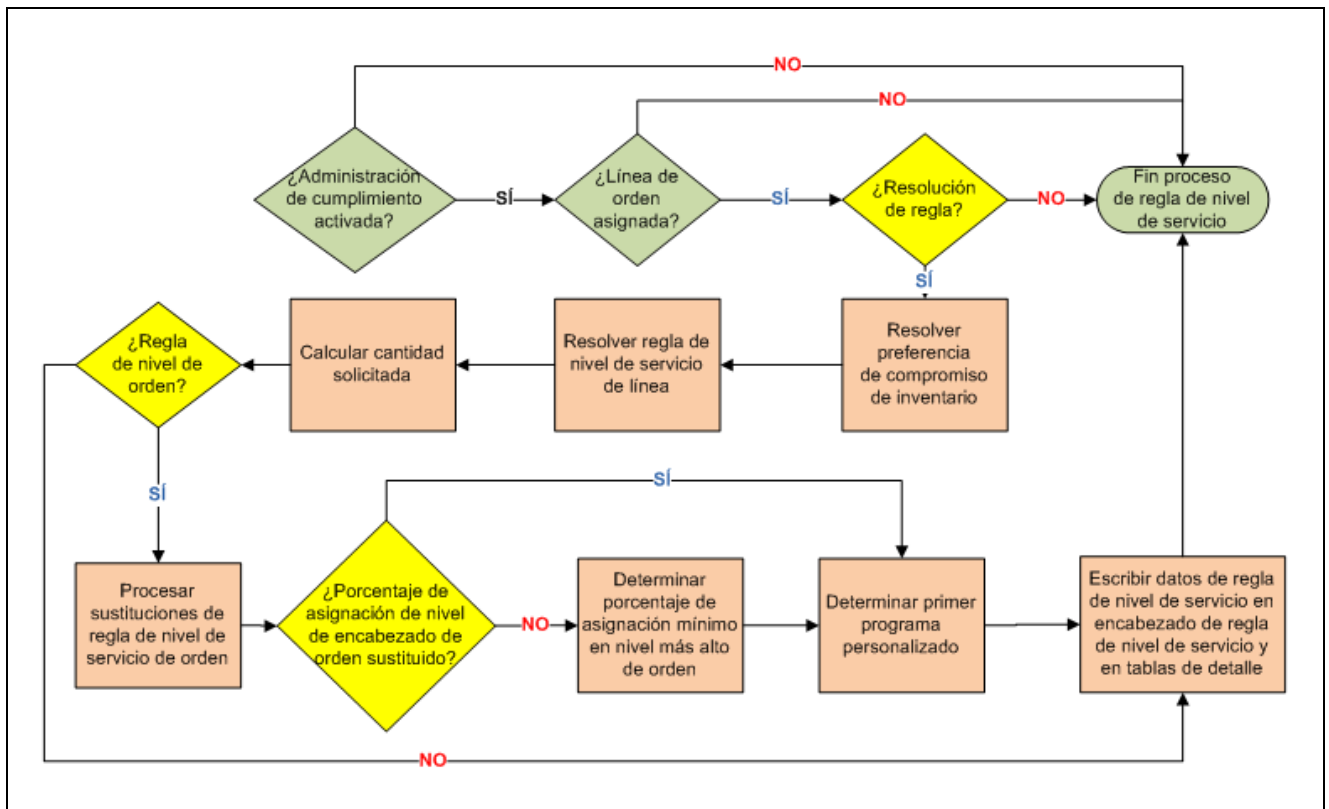 NO
NO
¿Administración
de cumplimiento
activada?
SÍ
¿Línea de
orden
asignada?
SÍ
¿Resolución
de regla?
NO
Fin proceso
de regla de nivel
de servicio
SÍ
¿Regla
de nivel de
orden?
Calcular cantidad
solicitada
Resolver regla de
nivel de servicio
de línea
Resolver
preferencia
de compromiso
de inventario
SÍ
SÍ
Procesar
sustituciones de
regla de nivel de
servicio de orden
¿Porcentaje de
asignación de nivel
de encabezado de
orden sustituido?
NO
Determinar
porcentaje de
asignación mínimo
en nivel más alto
de orden
Determinar primer
programa
personalizado
Escribir datos de regla
de nivel de servicio en
encabezado de regla
de nivel de servicio y
en tablas de detalle
NO